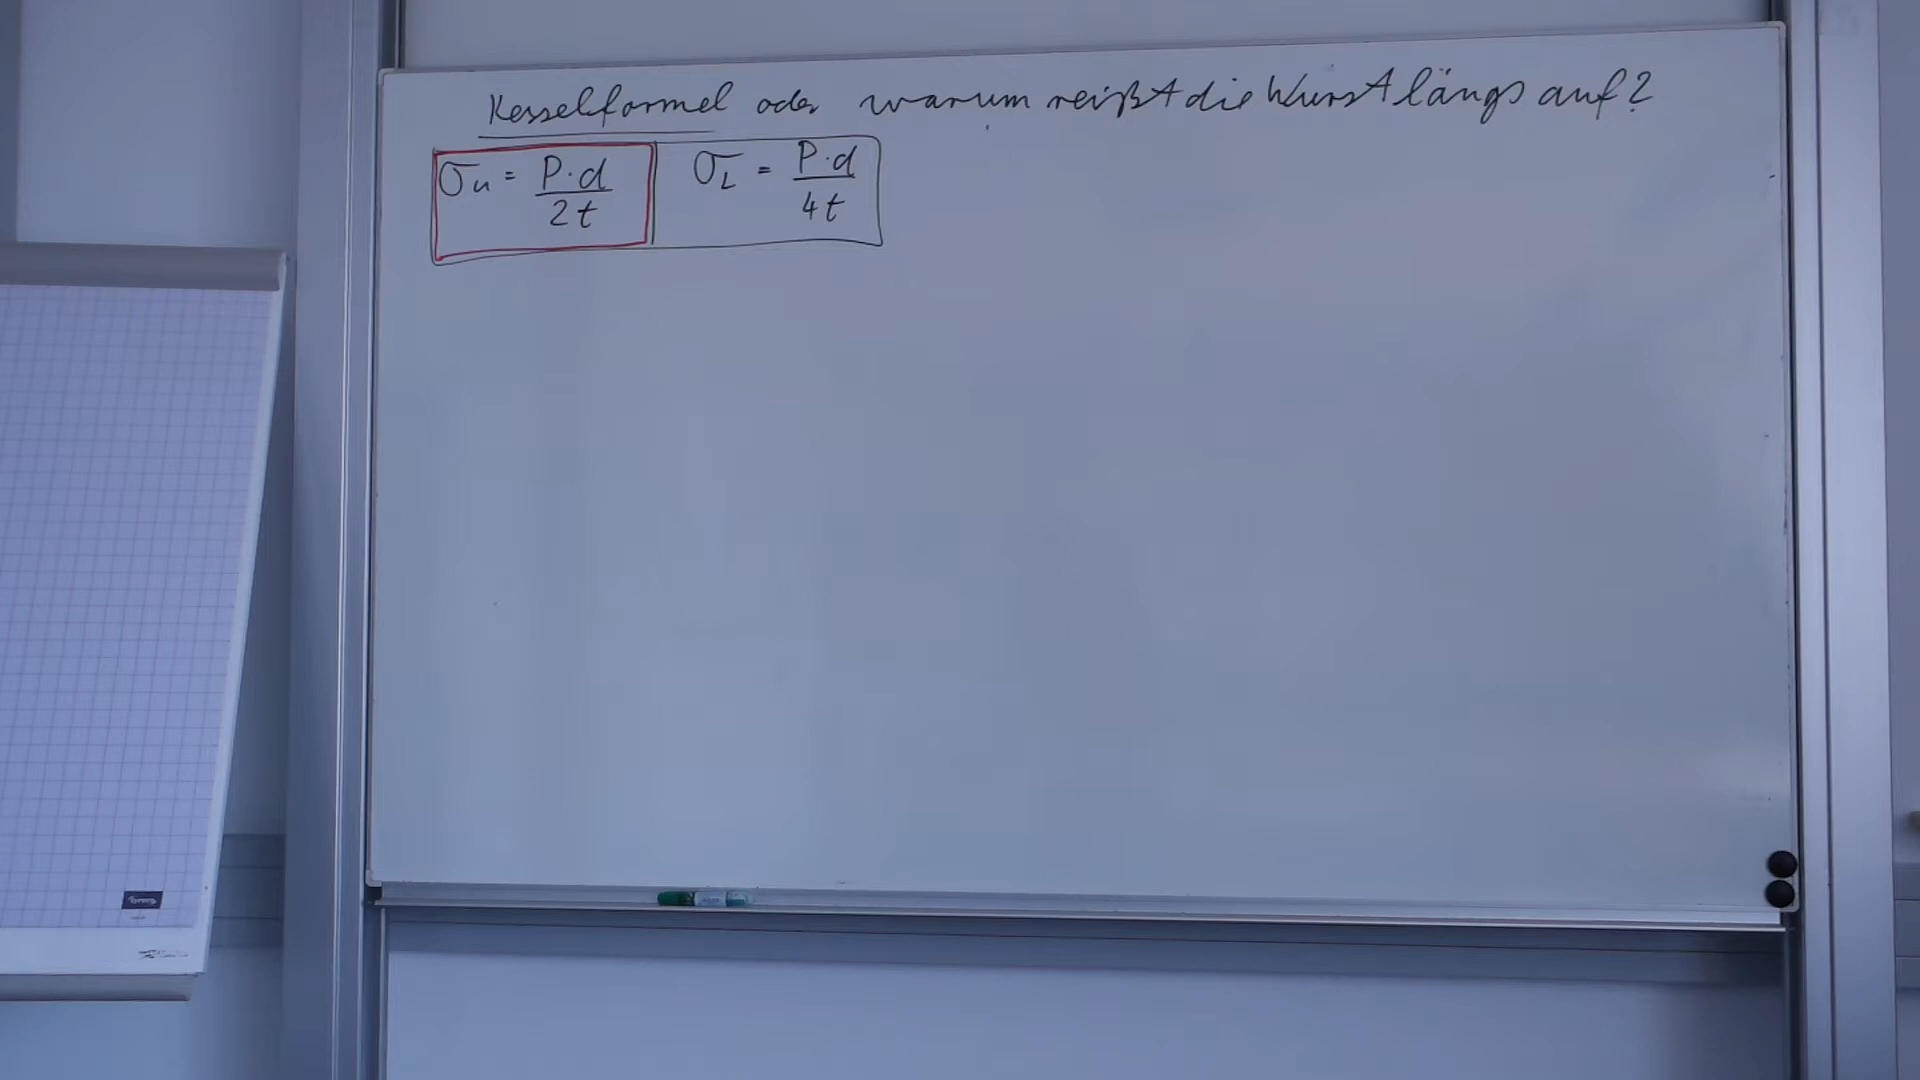 Kesselformel oder warum reißt die Wurst längs auf?
σu = P·d / 2t   σL = P·d / 4t